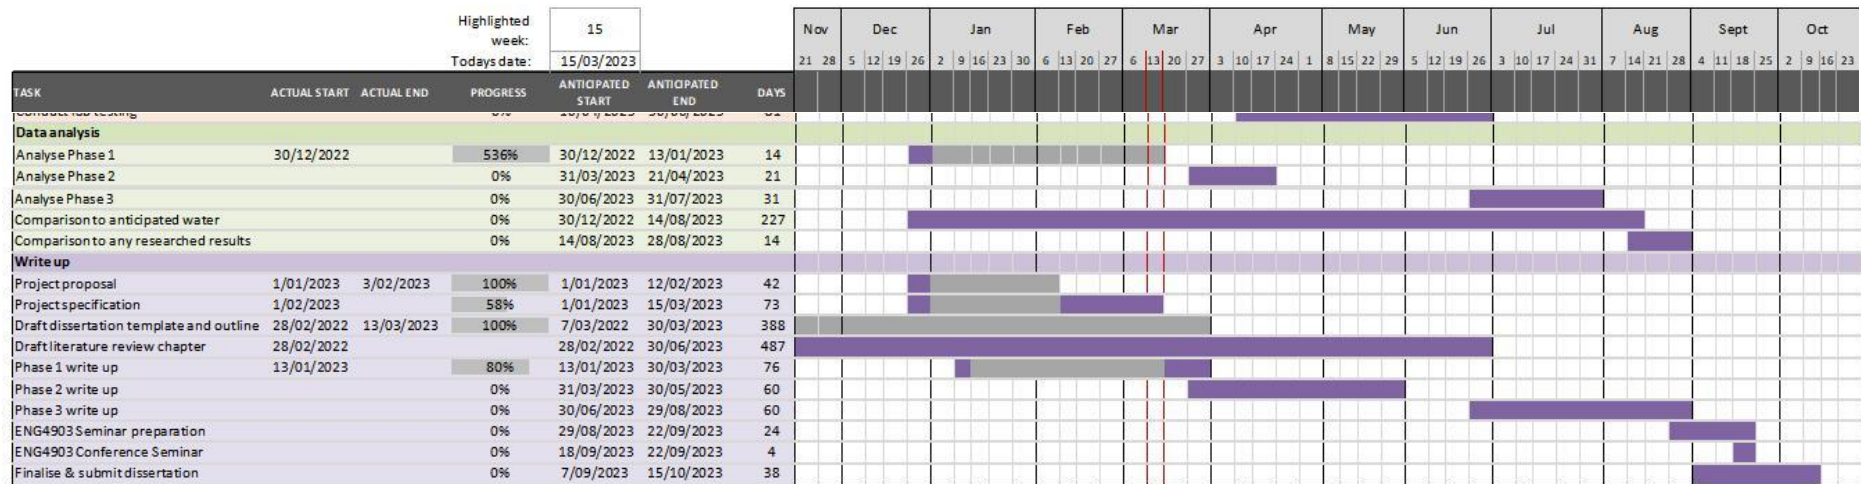 Highlighted week: 15 Nov Dec Jan Feb Mar Apr May Jun Jul Aug Sept Oct
Todays date: 15/03/2023 21 28 5 12 19 26 2 9 16 23 30 6 13 20 27 6 13 20 27 3 10 17 24 1 8 15 22 29 5 12 19 26 3 10 17 24 31 7 14 21 28 4 11 18 25 2 9 16 23
TASK ACTUAL START ACTUAL END PROGRESS ANTICIPATED START ANTICIPATED END DAYS
Data analysis
Analyse Phase 1 30/12/2022 536% 30/12/2022 13/01/2023 14
Analyse Phase 2 0% 31/03/2023 21/04/2023 21
Analyse Phase 3 0% 30/06/2023 31/07/2023 31
Comparison to anticipated water 0% 30/12/2022 14/08/2023 227
Comparison to any researched results 0% 14/08/2023 28/08/2023 14
Write up
Project proposal 1/01/2023 3/02/2023 100% 1/01/2023 12/02/2023 42
Project specification 1/02/2023 58% 1/01/2023 15/03/2023 73
Draft dissertation template and outline 28/02/2022 13/03/2023 100% 7/03/2022 30/03/2023 388
Draft literature review chapter 28/02/2022 28/02/2022 30/06/2023 487
Phase 1 write up 13/01/2023 80% 13/01/2023 30/03/2023 76
Phase 2 write up 0% 31/03/2023 30/05/2023 60
Phase 3 write up 0% 30/06/2023 29/08/2023 60
ENG4903 Seminar preparation 0% 29/08/2023 22/09/2023 24
ENG4903 Conference Seminar 0% 18/09/2023 22/09/2023 4
Finalise & submit dissertation 0% 7/09/2023 15/10/2023 38